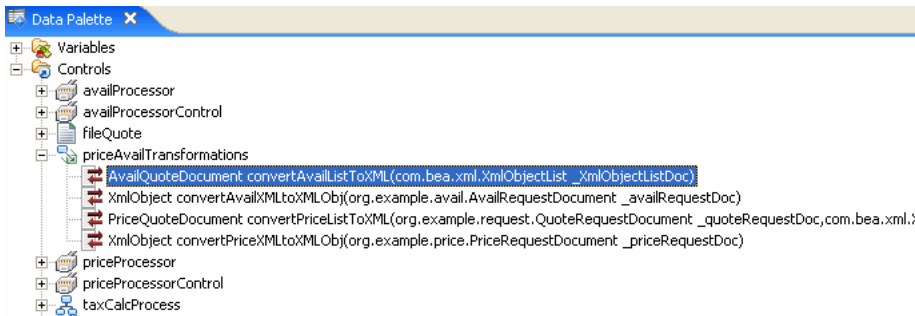 Data Palette
Variables
Controls
availProcessor
availProcessorControl
fileQuote
priceAvailTransformations
AvailQuoteDocument convertAvailListToXML(com.bea.xml.XmlObjectList _XmlObjectListDoc)
XmlObject convertAvailXMLtoXMLObj(org.example.avail.AvailRequestDocument _availRequestDoc)
PriceQuoteDocument convertPriceListToXML(org.example.request.QuoteRequestDocument _quoteRequestDoc,com.bea.xml.
XmlObject convertPriceXMLtoXMLObj(org.example.price.PriceRequestDocument _priceRequestDoc)
priceProcessor
priceProcessorControl
taxCalcProcess